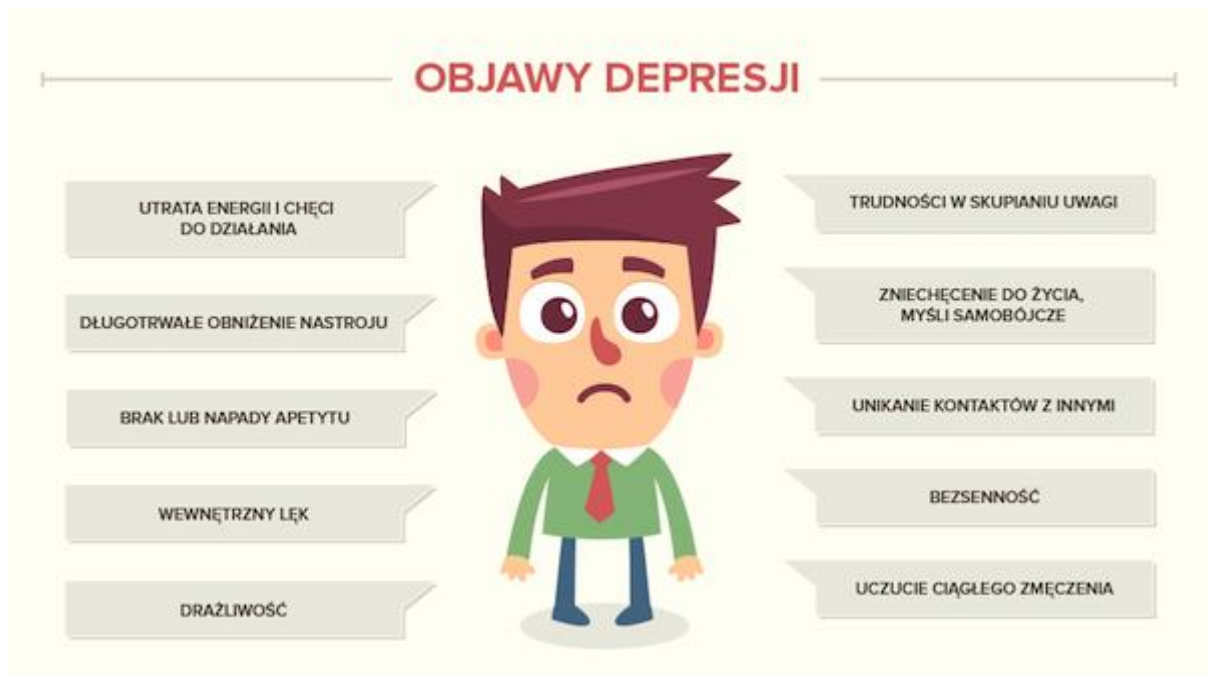 OBJAWY DEPRESJI
UTRATA ENERGII I CHĘCI
DO DZIAŁANIA
DŁUGOTRWAŁE OBNIŻENIE NASTROJU
BRAK LUB NAPADY APETYTU
WEWNĘTRZNY LĘK
DRAŻLIWOŚĆ
TRUDNOŚCI W SKUPIANIU UWAGI
ZNIECHĘCENIE DO ŻYCIA,
MYŚLI SAMOBÓJCZE
UNIKANIE KONTAKTÓW Z INNYMI
BEZSENNOŚĆ
UCZUCIE CIĄGŁEGO ZMĘCZENIA